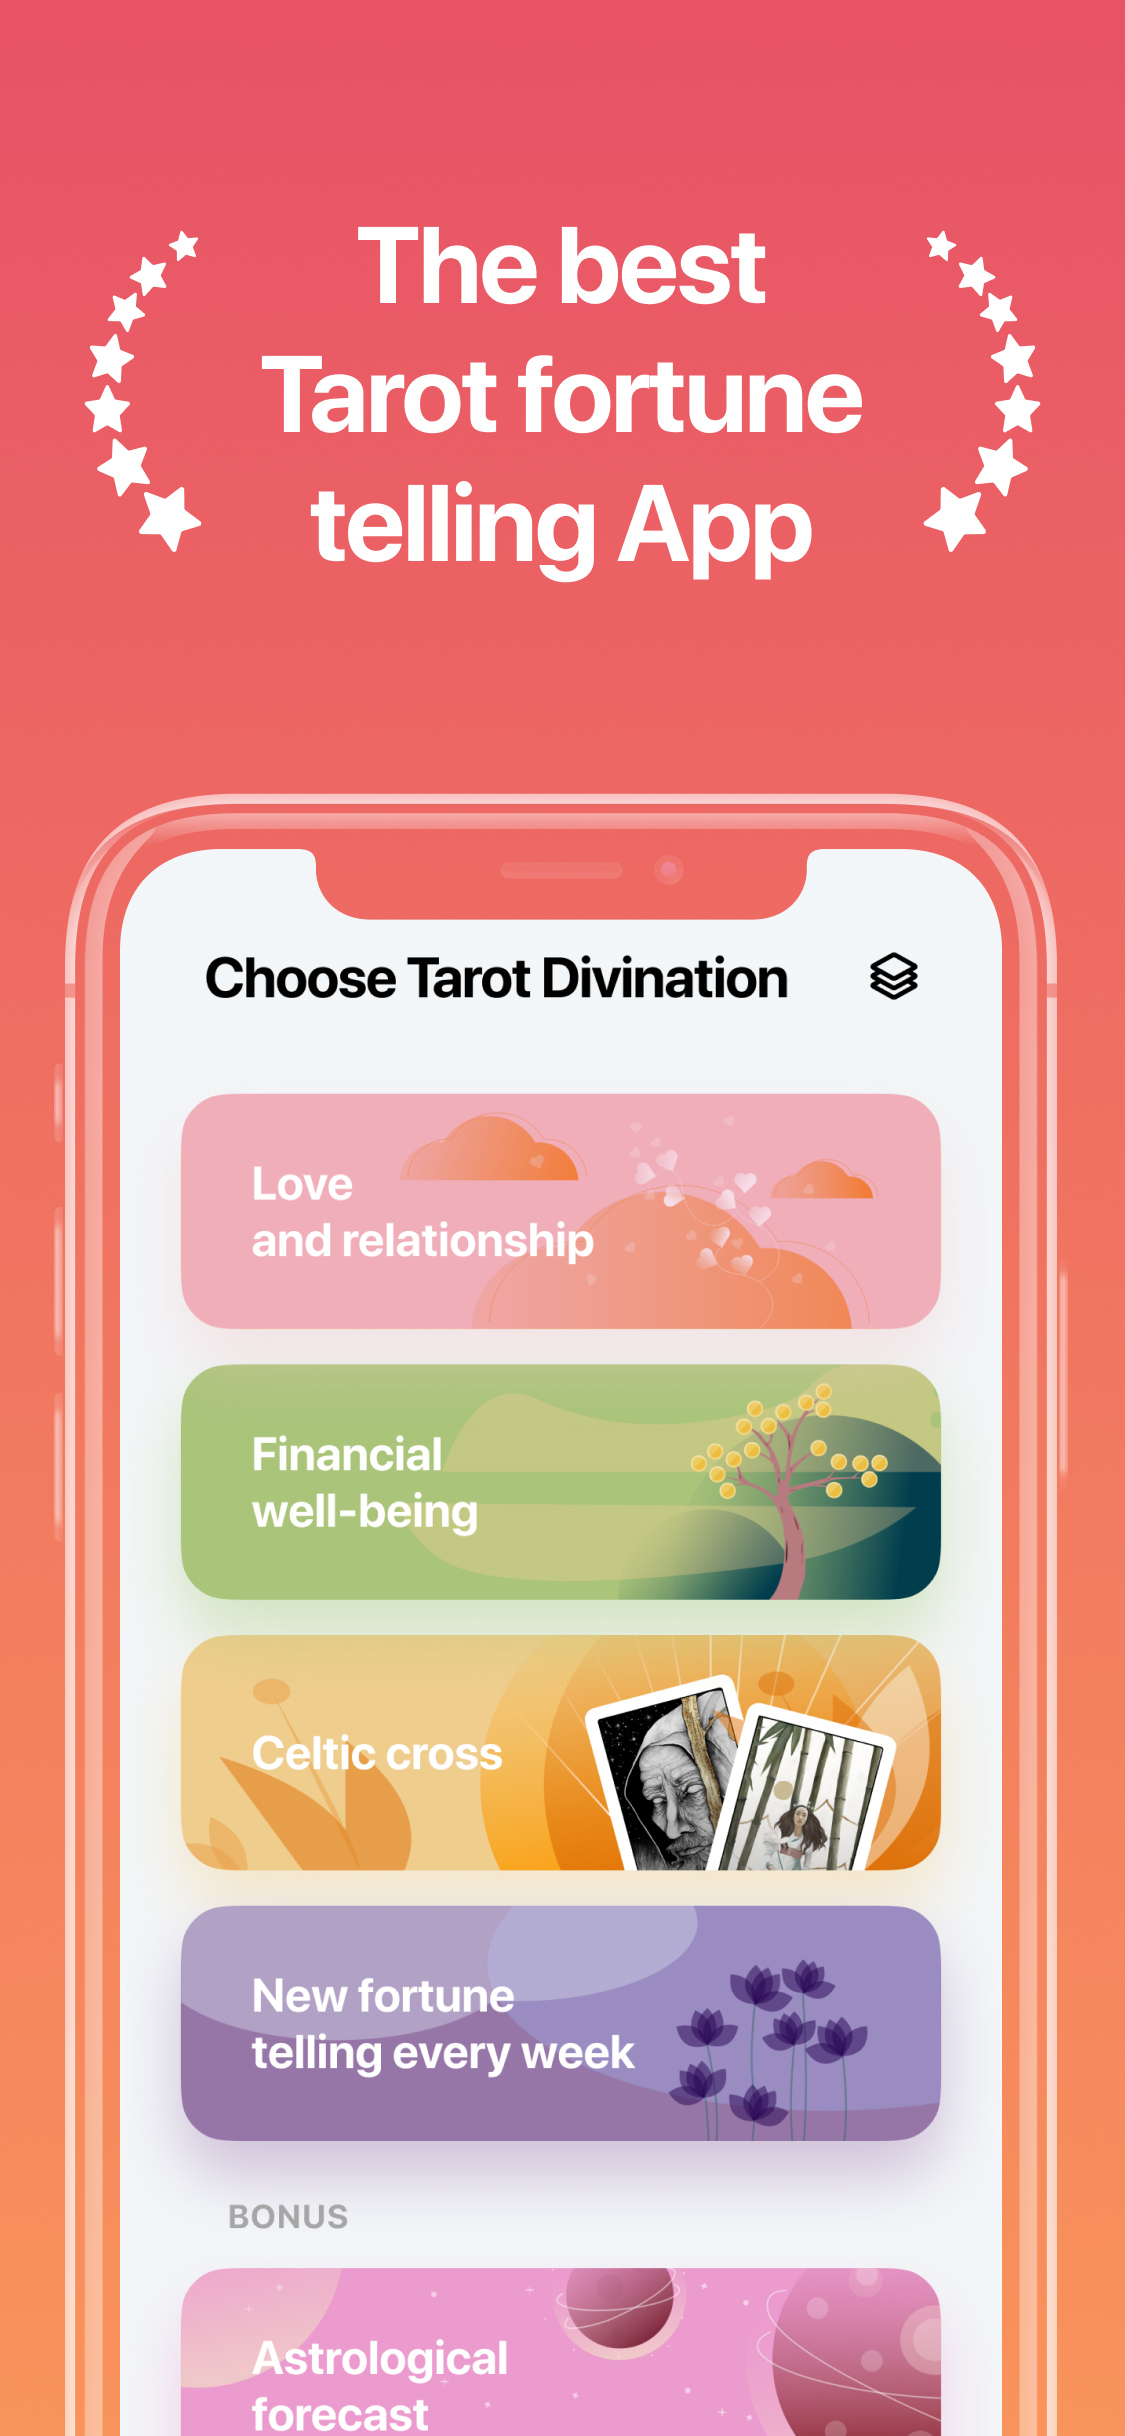 The best
Tarot fortune
telling App
Choose Tarot Divination
Love
and relationship
Financial
well-being
Celtic cross
New fortune
telling every week
BONUS
Astrological
forecast